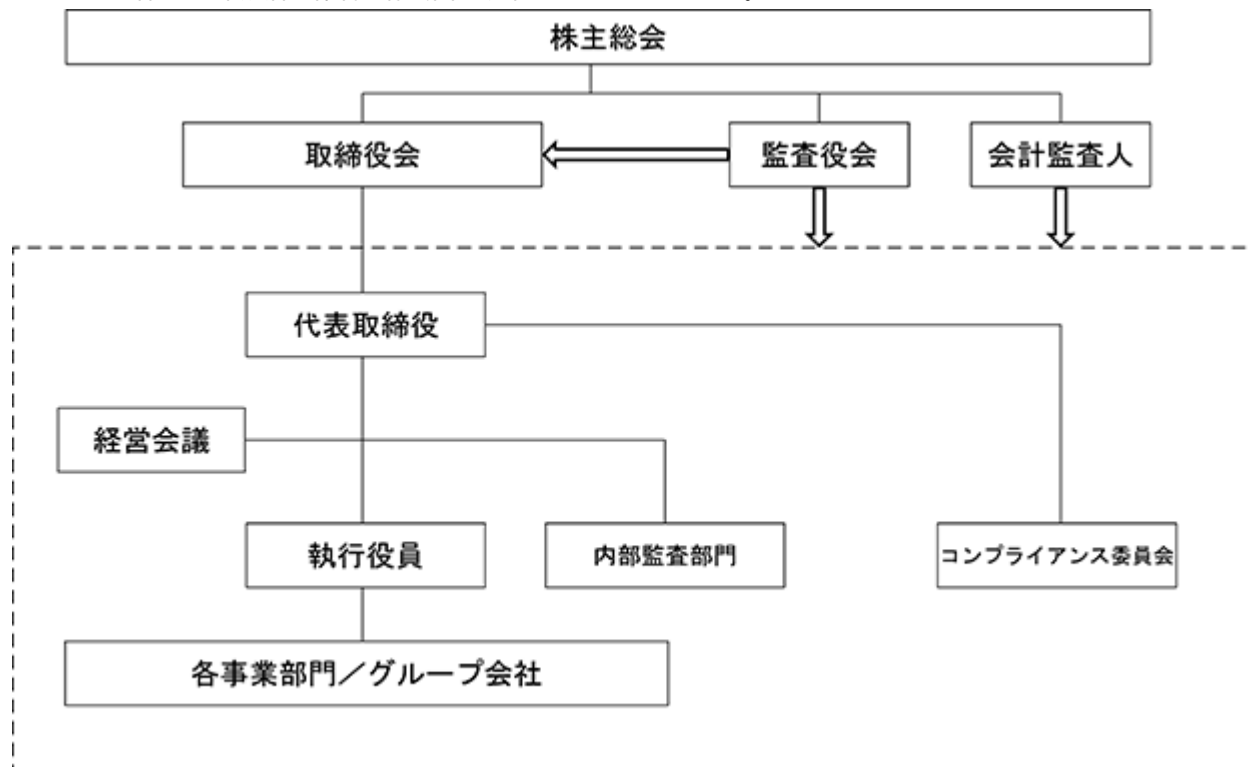 株主総会
取締役会
監査役会
会計監査人
代表取締役
経営会議
執行役員
内部監査部門
コンプライアンス委員会
各事業部門／グループ会社